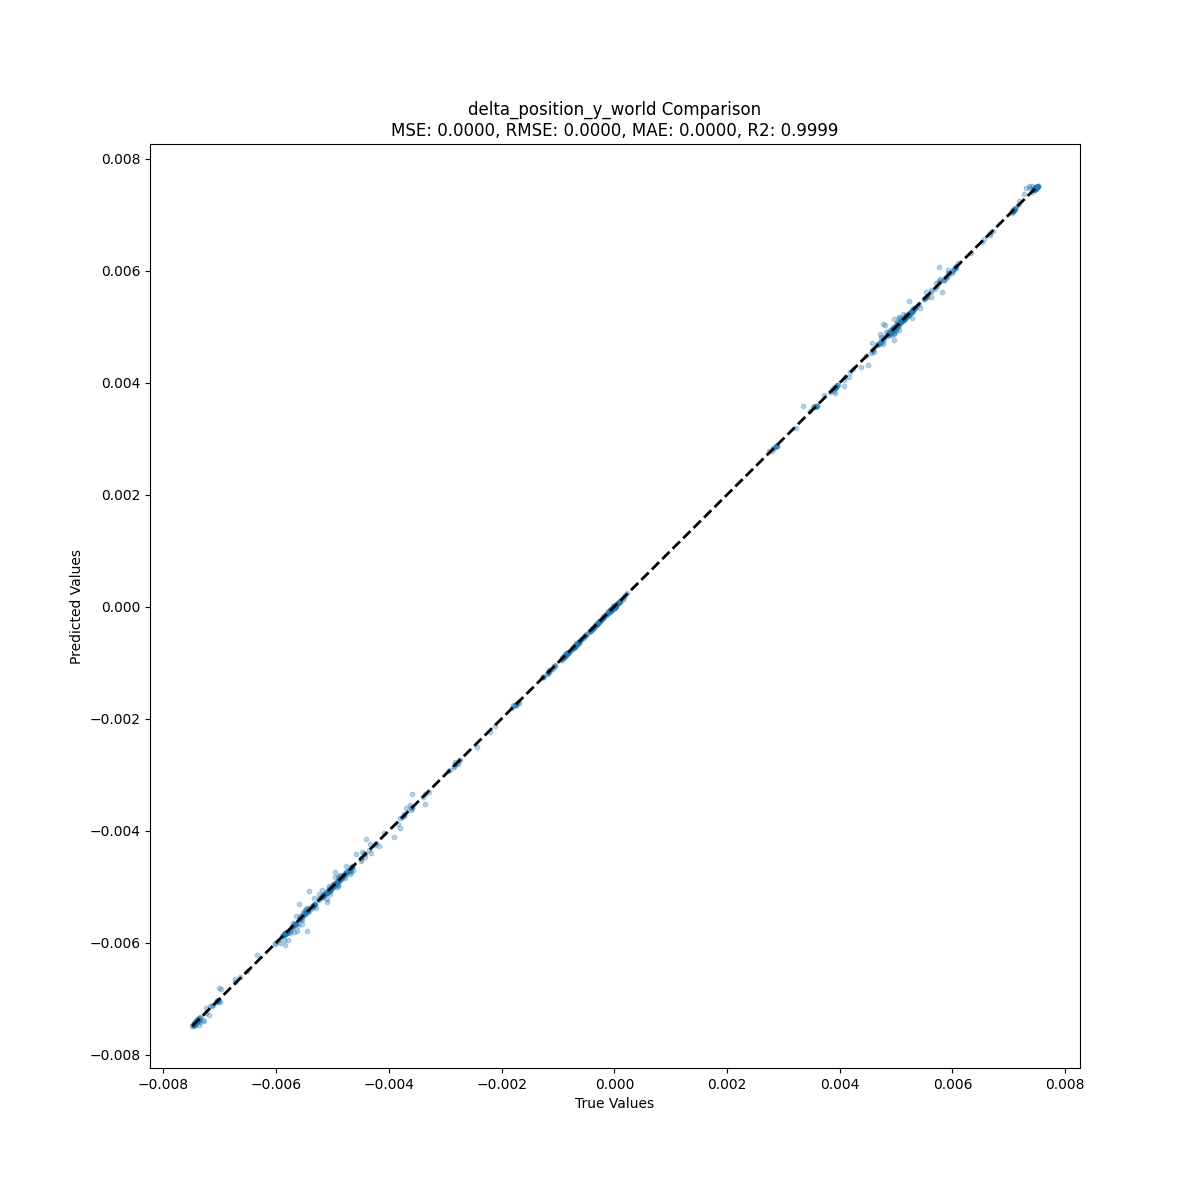 delta_position_y_world Comparison
MSE: 0.0000, RMSE: 0.0000, MAE: 0.0000, R2: 0.9999
0.008
0.006
0.004
0.002
0.000
−0.002
−0.004
−0.006
−0.008
Predicted Values
−0.008 −0.006 −0.004 −0.002 0.000 0.002 0.004 0.006 0.008
True Values